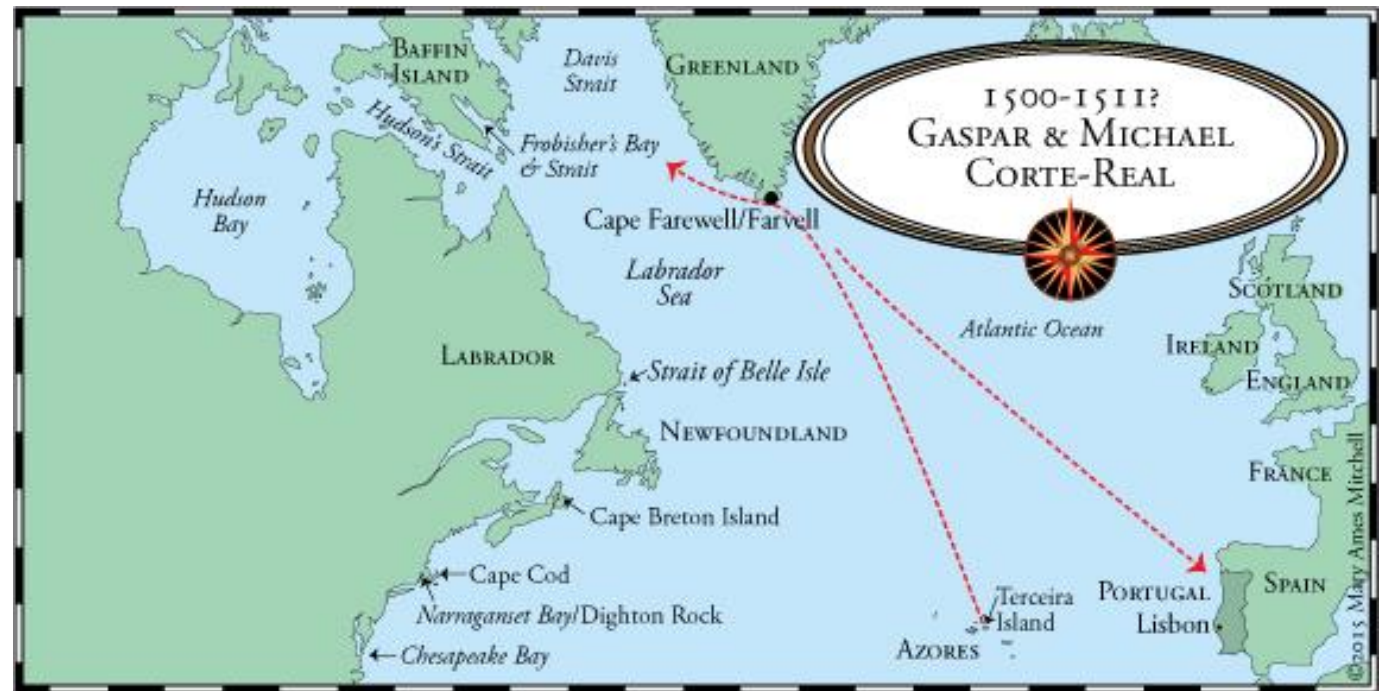 1500-1511?
GASPAR & MICHAEL
CORTE-REAL
BAFFIN
ISLAND
Davis
Strait
GREENLAND
Hudson's Strait
Frobisher's Bay
& Strait
Hudson
Bay
Cape Farewell/Farvell
Labrador
Sea
Atlantic Ocean
SCOTLAND
IRELAND
ENGLAND
LABRADOR
Strait of Belle Isle
NEWFOUNDLAND
FRANCE
Cape Breton Island
Cape Cod
Narraganset Bay/Dighton Rock
Chesapeake Bay
Terceira
Island
AZORES
PORTUGAL
Lisbon
SPAIN
©2015 Mary Ames Mitchell